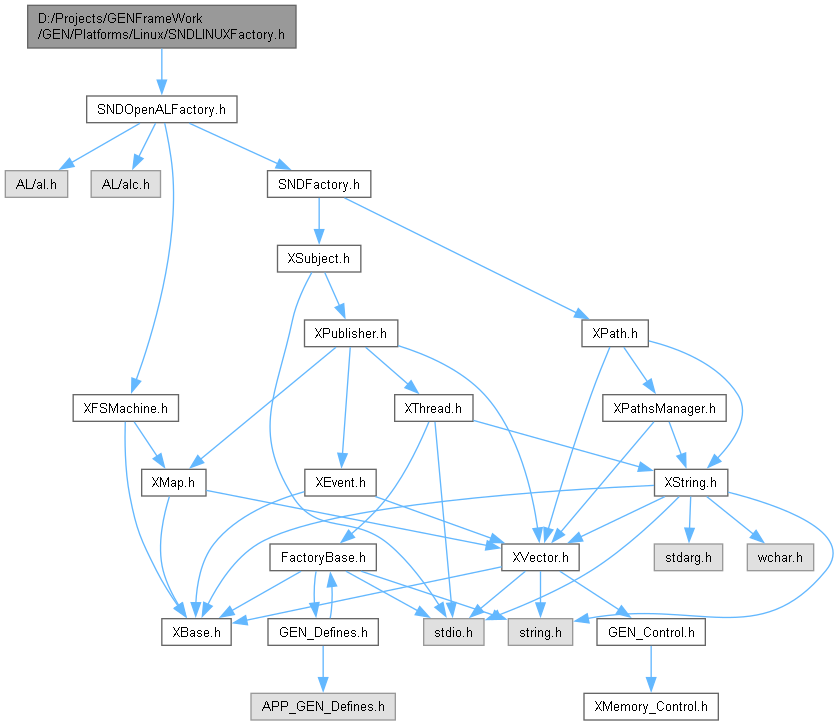 D:/Projects/GENFrameWork
/GEN/Platforms/Linux/SNDLINUXFactory.h
SNDOpenALFactory.h
AL/al.h
AL/alc.h
SNDFactory.h
XSubject.h
XPublisher.h
XPath.h
XFSMachine.h
XThread.h
XPathsManager.h
XMap.h
XEvent.h
XString.h
FactoryBase.h
XVector.h
stdarg.h
wchar.h
XBase.h
GEN_Defines.h
stdio.h
string.h
GEN_Control.h
APP_GEN_Defines.h
XMemory_Control.h